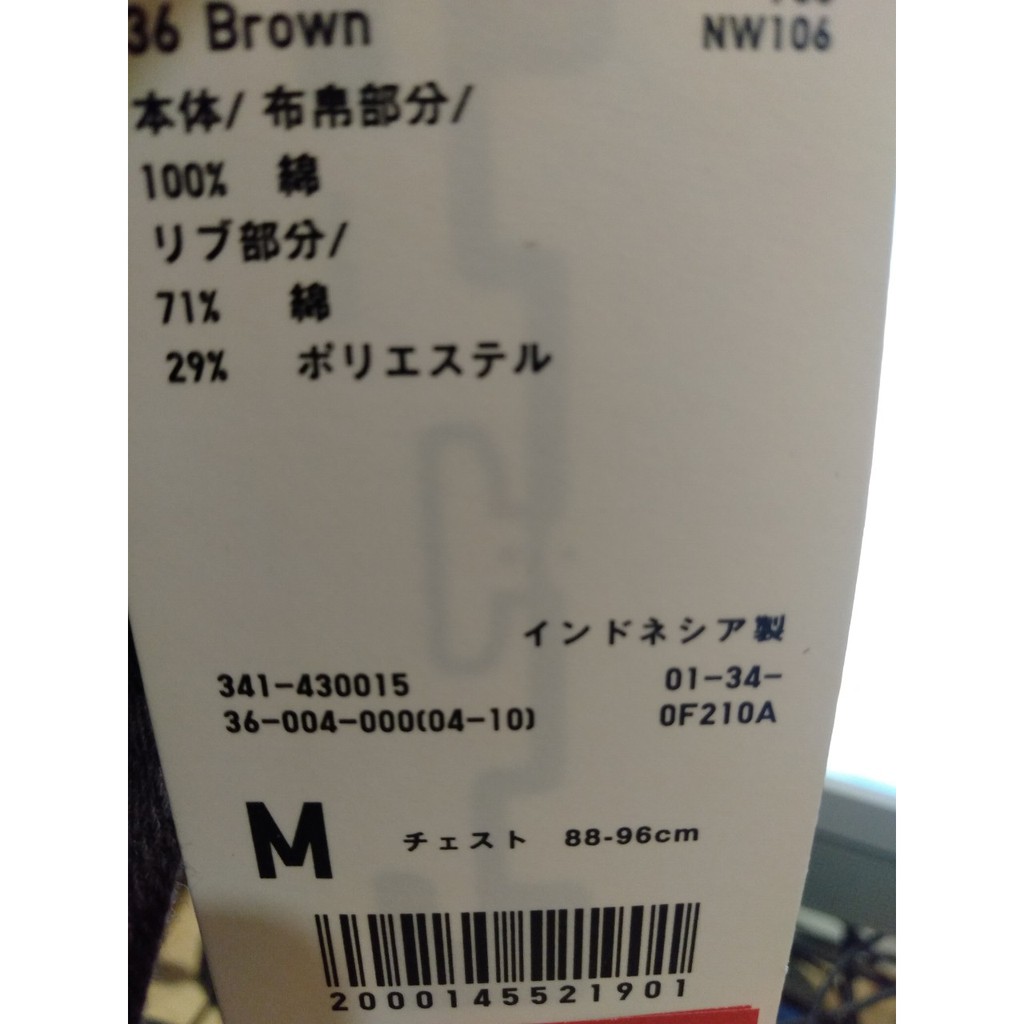 36 Brown
NW106
本体/ 布帛部分/
100% 綿
リブ部分/
71% 綿
29% ポリエステル
インドネシア製
341-430015
01-34-
36-004-000(04-10)
0F210A
M チェスト 88-96cm
2000145521901